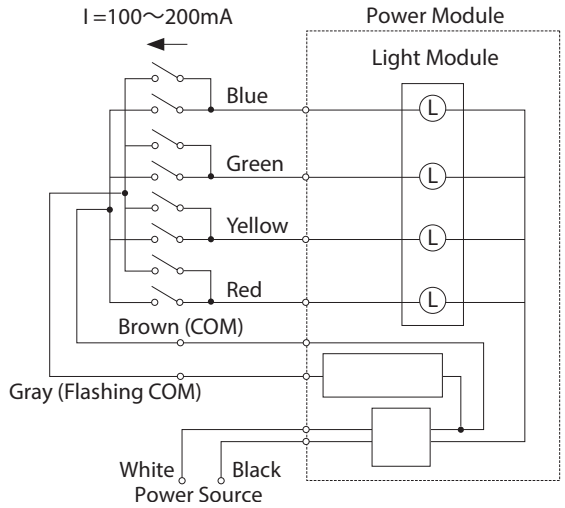 I =100～200mA
Power Module
Light Module
Blue
L
Green
L
Yellow
L
Red
L
Brown (COM)
Gray (Flashing COM)
White
Black
Power Source